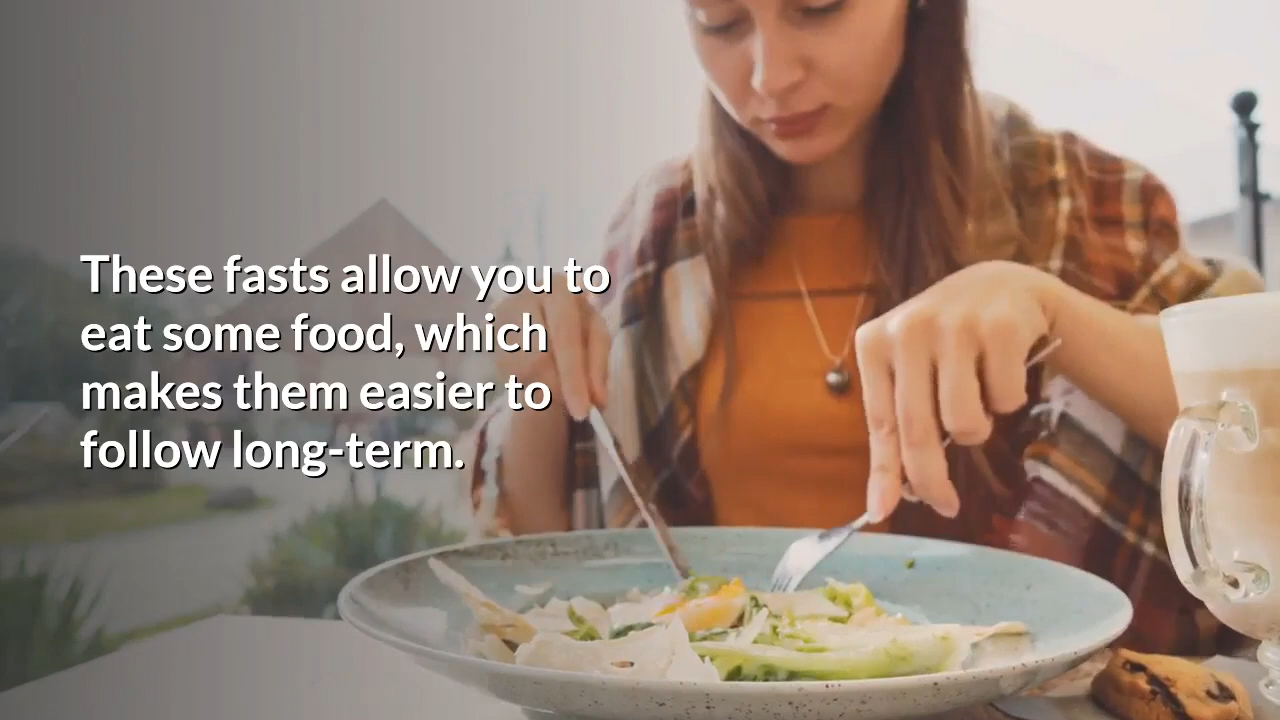 These fasts allow you to
eat some food, which
makes them easier to
follow long-term.